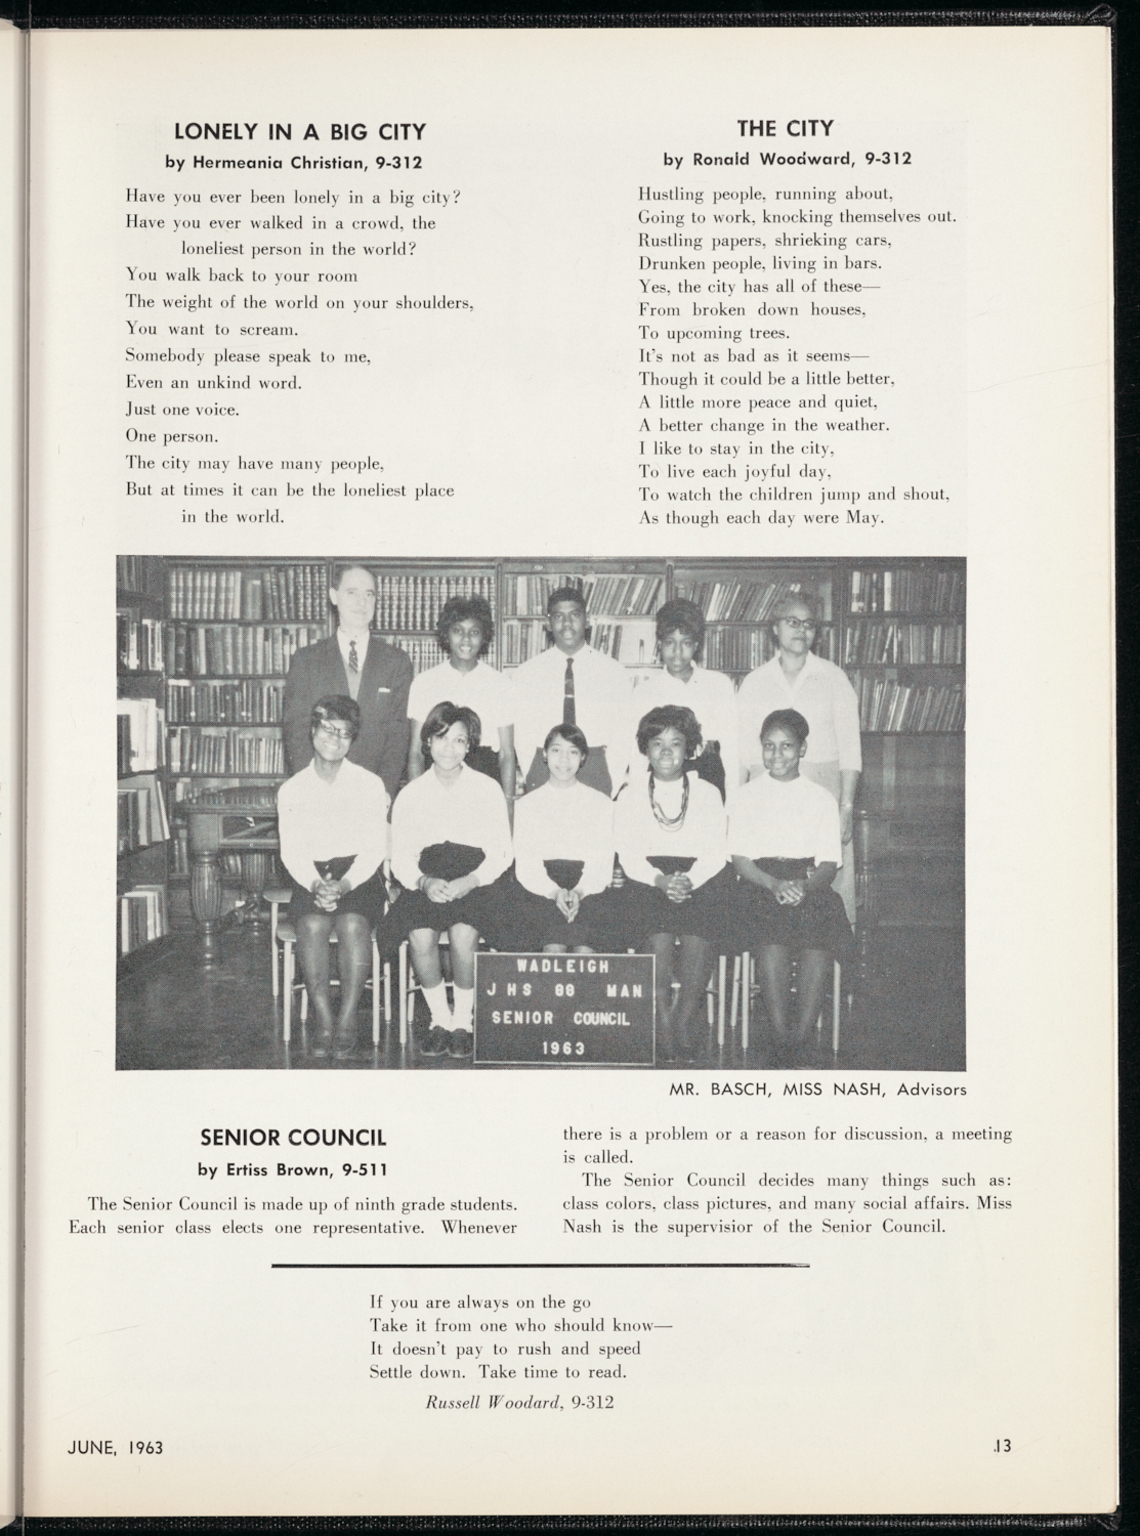 LONELY IN A BIG CITY
by Hermeania Christian, 9-312
Have you ever been lonely in a big city?
Have you ever walked in a crowd, the
loneliest person in the world?
You walk back to your room
The weight of the world on your shoulders,
You want to scream.
Somebody please speak to me,
Even an unkind word.
Just one voice.
One person.
The city may have many people,
But at times it can be the loneliest place
in the world.
THE CITY
by Ronald Woodward, 9-312
Hustling people, running about,
Going to work, knocking themselves out.
Rustling papers, shrieking cars,
Drunken people, living in bars.
Yes, the city has all of these—
From broken down houses,
To upcoming trees.
It's not as bad as it seems—
Though it could be a little better,
A little more peace and quiet,
A better change in the weather.
I like to stay in the city,
To live each joyful day,
To watch the children jump and shout,
As though each day were May.
WADLEIGH
JHS 88 MAN
SENIOR COUNCIL
1963
MR. BASCH, MISS NASH, Advisors
SENIOR COUNCIL
by Ertiss Brown, 9-511
The Senior Council is made up of ninth grade students.
Each senior class elects one representative. Whenever
there is a problem or a reason for discussion, a meeting
is called.
The Senior Council decides many things such as:
class colors, class pictures, and many social affairs. Miss
Nash is the supervisior of the Senior Council.
If you are always on the go
Take it from one who should know—
It doesn't pay to rush and speed
Settle down. Take time to read.
Russell Woodard, 9-312
JUNE, 1963
13